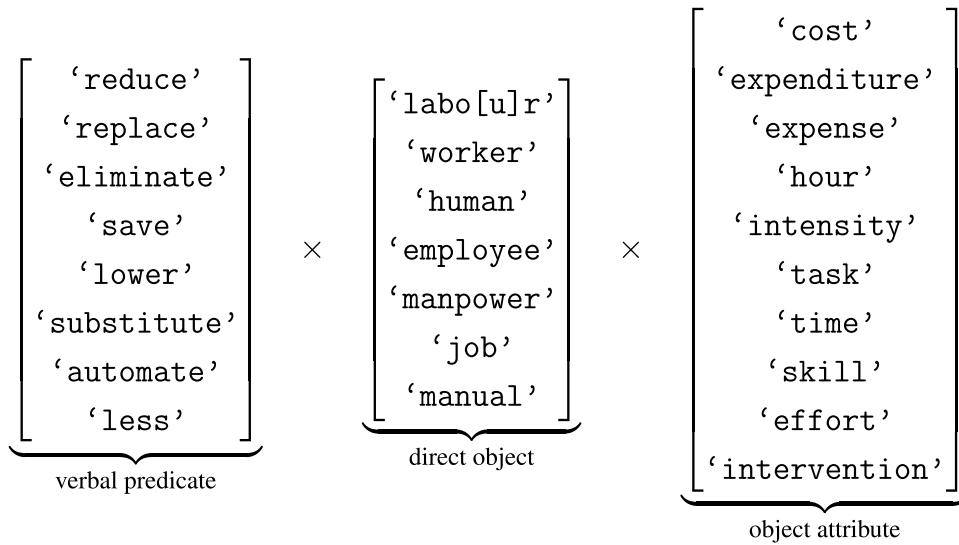 ‘reduce’
‘replace’
‘eliminate’
‘save’
‘lower’
‘substitute’
‘automate’
‘less’
verbal predicate
×
‘labo[u]r’
‘worker’
‘human’
‘employee’
‘manpower’
‘job’
‘manual’
direct object
×
‘cost’
‘expenditure’
‘expense’
‘hour’
‘intensity’
‘task’
‘time’
‘skill’
‘effort’
‘intervention’
object attribute